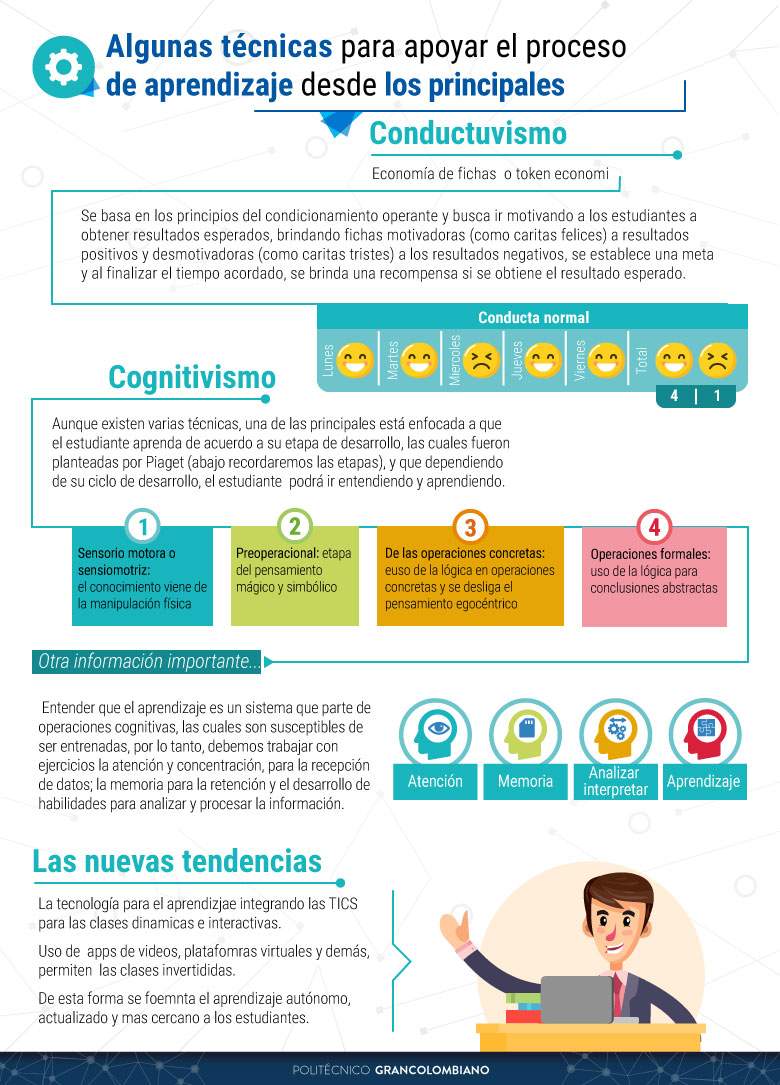 Algunas técnicas para apoyar el proceso
de aprendizaje desde los principales
Conductuvismo
Economía de fichas o token economi
Se basa en los principios del condicionamiento operante y busca ir motivando a los estudiantes a
obtener resultados esperados, brindando fichas motivadoras (como caritas felices) a resultados
positivos y desmotivadoras (como caritas tristes) a los resultados negativos, se establece una meta
y al finalizar el tiempo acordado, se brinda una recompensa si se obtiene el resultado esperado.
Conducta normal
Lunes
Martes
Miercoles
Jueves
Viernes
Total
4 | 1
Cognitivismo
Aunque existen varias técnicas, una de las principales está enfocada a que
el estudiante aprenda de acuerdo a su etapa de desarrollo, las cuales fueron
planteadas por Piaget (abajo recordaremos las etapas), y que dependiendo
de su ciclo de desarrollo, el estudiante podrá ir entendiendo y aprendiendo.
1
Sensorio motora o
sensiomotriz:
el conocimiento viene de
la manipulación física
2
Preoperacional: etapa
del pensamiento
mágico y simbólico
3
De las operaciones concretas:
euso de la lógica en operaciones
concretas y se desliga el
pensamiento egocéntrico
4
Operaciones formales:
uso de la lógica para
conclusiones abstractas
Otra información importante...
Entender que el aprendizaje es un sistema que parte de
operaciones cognitivas, las cuales son susceptibles de
ser entrenadas, por lo tanto, debemos trabajar con
ejercicios la atención y concentración, para la recepción
de datos; la memoria para la retención y el desarrollo de
habilidades para analizar y procesar la información.
Atención
Memoria
Analizar
interpretar
Aprendizaje
Las nuevas tendencias
La tecnología para el aprendizjae integrando las TICS
para las clases dinamicas e interactivas.
Uso de apps de videos, platafomras virtuales y demás,
permiten las clases invertididas.
De esta forma se foemnta el aprendizaje autónomo,
actualizado y mas cercano a los estudiantes.
POLITÉCNICO GRANCOLOMBIANO